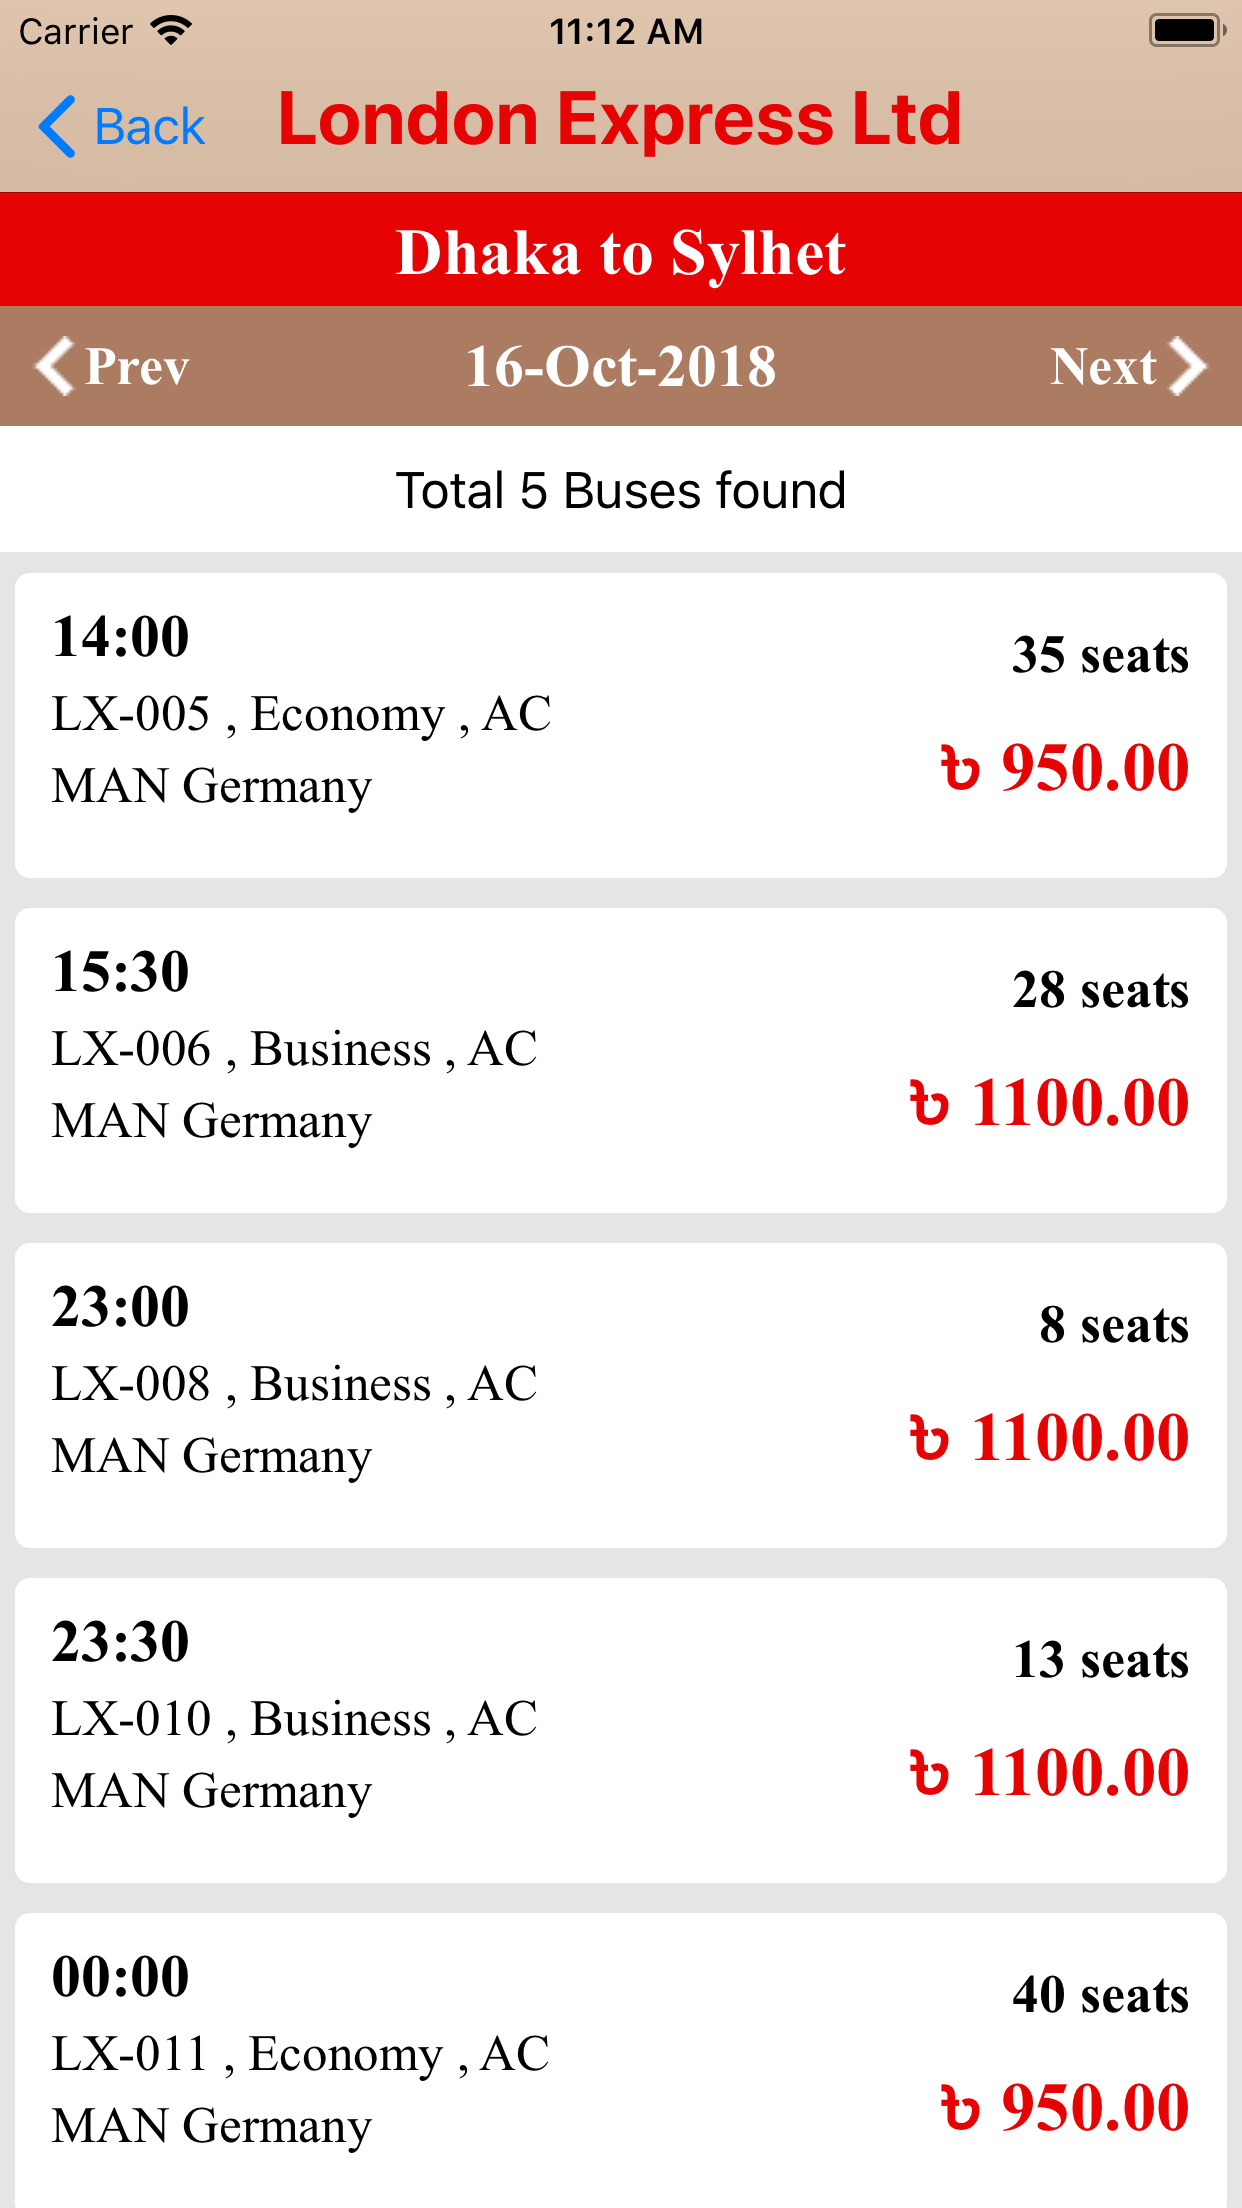 Carrier 11:12 AM
Back London Express Ltd
Dhaka to Sylhet
Prev 16-Oct-2018 Next
Total 5 Buses found
14:00
35 seats
LX-005 , Economy , AC
৳ 950.00
MAN Germany
15:30
28 seats
LX-006 , Business , AC
৳ 1100.00
MAN Germany
23:00
8 seats
LX-008 , Business , AC
৳ 1100.00
MAN Germany
23:30
13 seats
LX-010 , Business , AC
৳ 1100.00
MAN Germany
00:00
40 seats
LX-011 , Economy , AC
৳ 950.00
MAN Germany